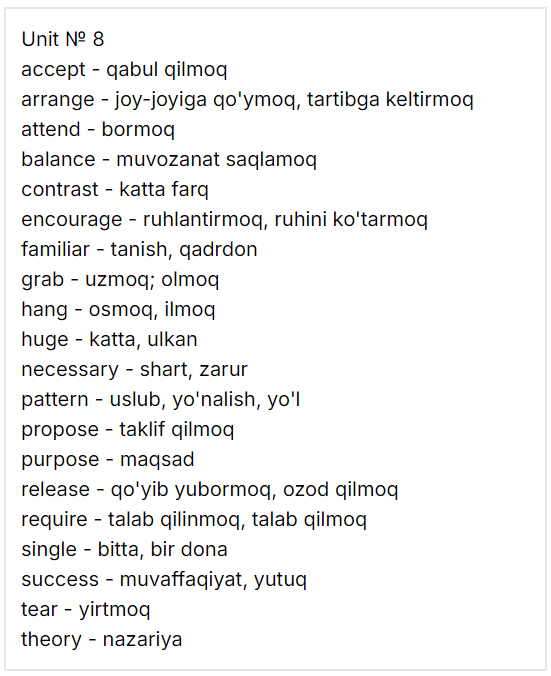 Unit № 8
accept - qabul qilmoq
arrange - joy-joyiga qo'ymoq, tartibga keltirmoq
attend - bormoq
balance - muvozanat saqlamoq
contrast - katta farq
encourage - ruhlantirmoq, ruhini ko'tarmoq
familiar - tanish, qadrdon
grab - uzmoq; olmoq
hang - osmoq, ilmoq
huge - katta, ulkan
necessary - shart, zarur
pattern - uslub, yo'nalish, yo'l
propose - taklif qilmoq
purpose - maqsad
release - qo'yib yubormoq, ozod qilmoq
require - talab qilinmoq, talab qilmoq
single - bitta, bir dona
success - muvaffaqiyat, yutuq
tear - yirtmoq
theory - nazariya